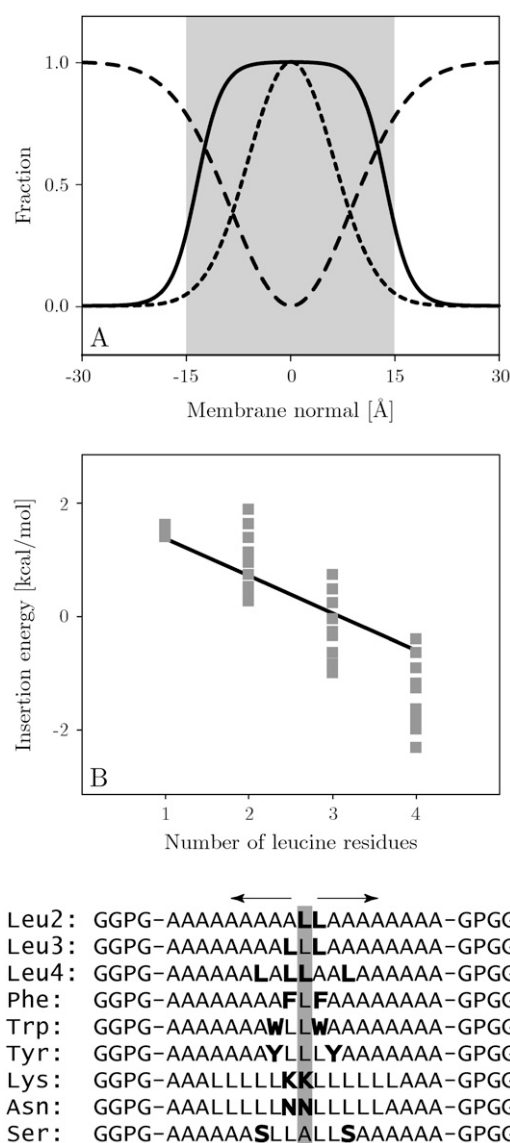 1.0
0.5
0.0
Fraction
A
-30 -15 0 15 30
Membrane normal [Å]
2
0
-2
Insertion energy [kcal/mol]
B
1 2 3 4
Number of leucine residues
Leu2: GGPG-AAAAAAAAALLAAAAAAAA-GPGG
Leu3: GGPG-AAAAAAAALLLAAAAAAAA-GPGG
Leu4: GGPG-AAAAAALALLAALAAAAAA-GPGG
Phe: GGPG-AAAAAAAAFLFAAAAAAAA-GPGG
Trp: GGPG-AAAAAAAWLLWAAAAAAAA-GPGG
Tyr: GGPG-AAAAAAAYLLLYAAAAAAA-GPGG
Lys: GGPG-AAALLLLLKKLLLLLLAAA-GPGG
Asn: GGPG-AAALLLLLNNLLLLLLAAA-GPGG
Ser: GGPG-AAAAAASLLALLSAAAAAA-GPGG